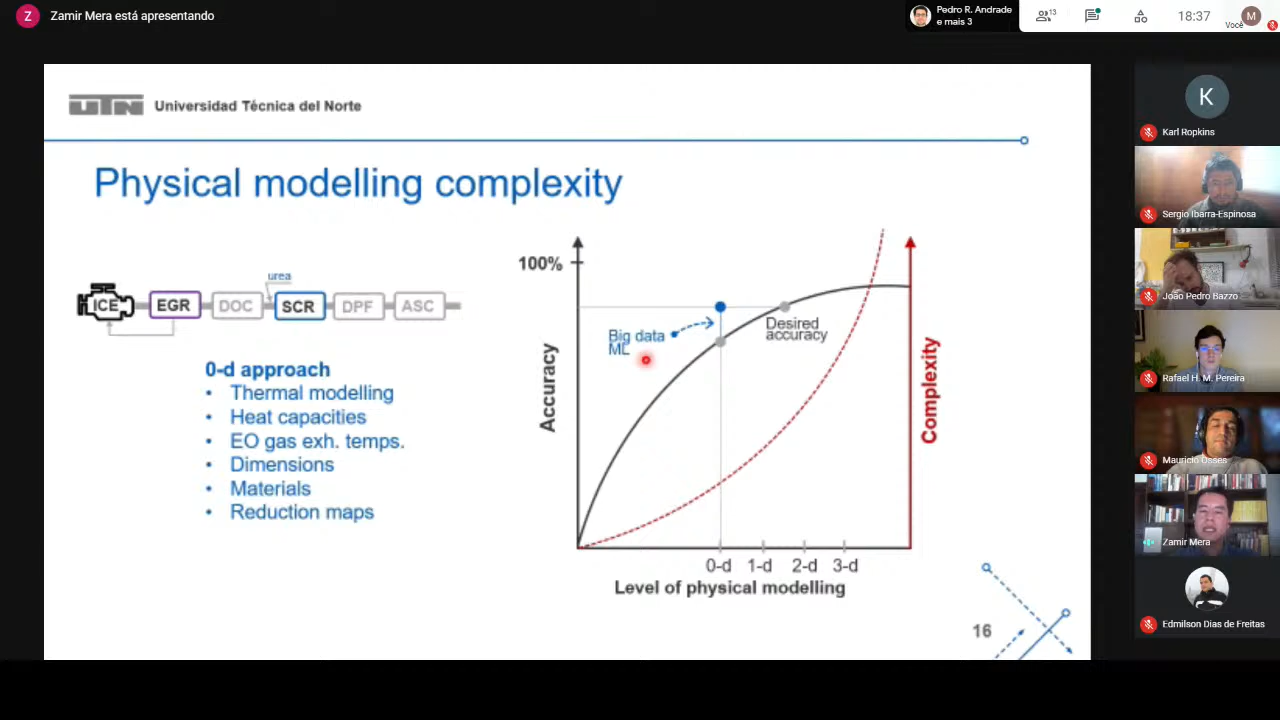 Z Zamir Mera está apresentando
Pedro R. Andrade
e mais 3
13
18:37
Você
M
UTN Universidad Técnica del Norte
Physical modelling complexity
urea
ICE EGR DOC SCR DPF ASC
0-d approach
• Thermal modelling
• Heat capacities
• EO gas exh. temps.
• Dimensions
• Materials
• Reduction maps
100%
Accuracy
Big data
ML
Desired
accuracy
Complexity
0-d 1-d 2-d 3-d
Level of physical modelling
16
K
Karl Ropkins
Sergio Ibarra-Espinosa
João Pedro Bazzo
Rafael H. M. Pereira
Mauricio Osses
Zamir Mera
Edmilson Dias de Freitas